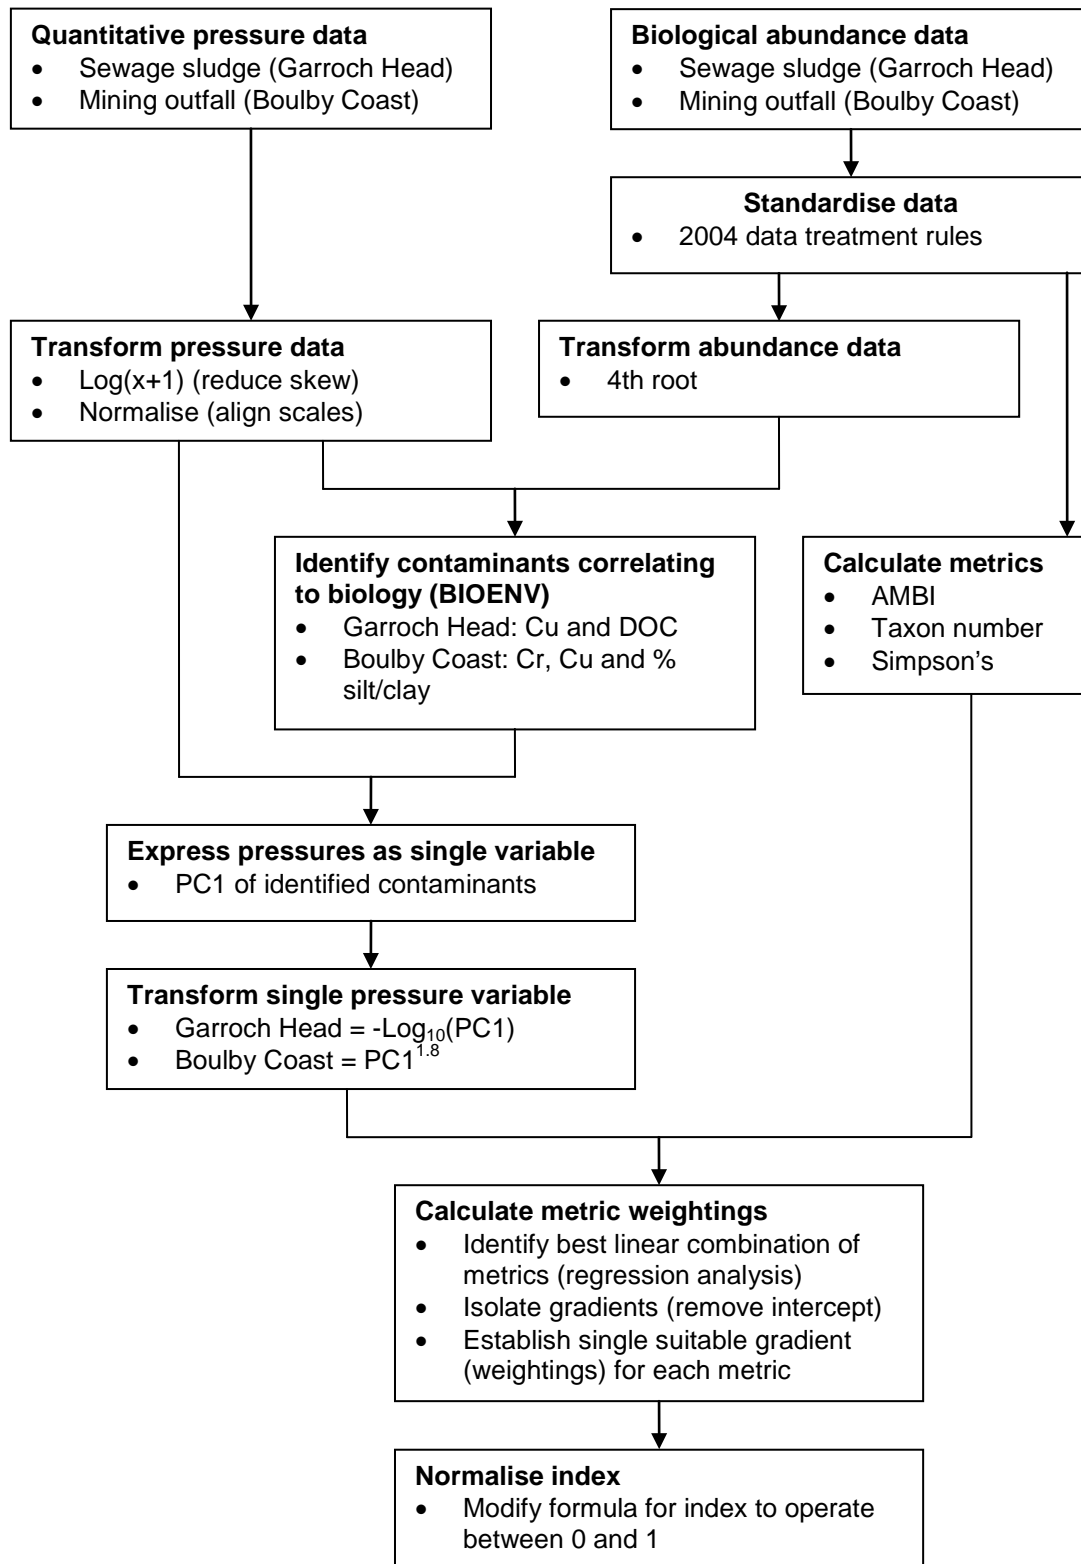 Quantitative pressure data
• Sewage sludge (Garroch Head)
• Mining outfall (Boulby Coast)
Biological abundance data
• Sewage sludge (Garroch Head)
• Mining outfall (Boulby Coast)
Standardise data
• 2004 data treatment rules
Transform pressure data
• Log(x+1) (reduce skew)
• Normalise (align scales)
Transform abundance data
• 4th root
Identify contaminants correlating
to biology (BIOENV)
• Garroch Head: Cu and DOC
• Boulby Coast: Cr, Cu and %
silt/clay
Calculate metrics
• AMBI
• Taxon number
• Simpson's
Express pressures as single variable
• PC1 of identified contaminants
Transform single pressure variable
• Garroch Head = -Log₁₀(PC1)
• Boulby Coast = PC1¹·⁸
Calculate metric weightings
• Identify best linear combination of
metrics (regression analysis)
• Isolate gradients (remove intercept)
• Establish single suitable gradient
(weightings) for each metric
Normalise index
• Modify formula for index to operate
between 0 and 1